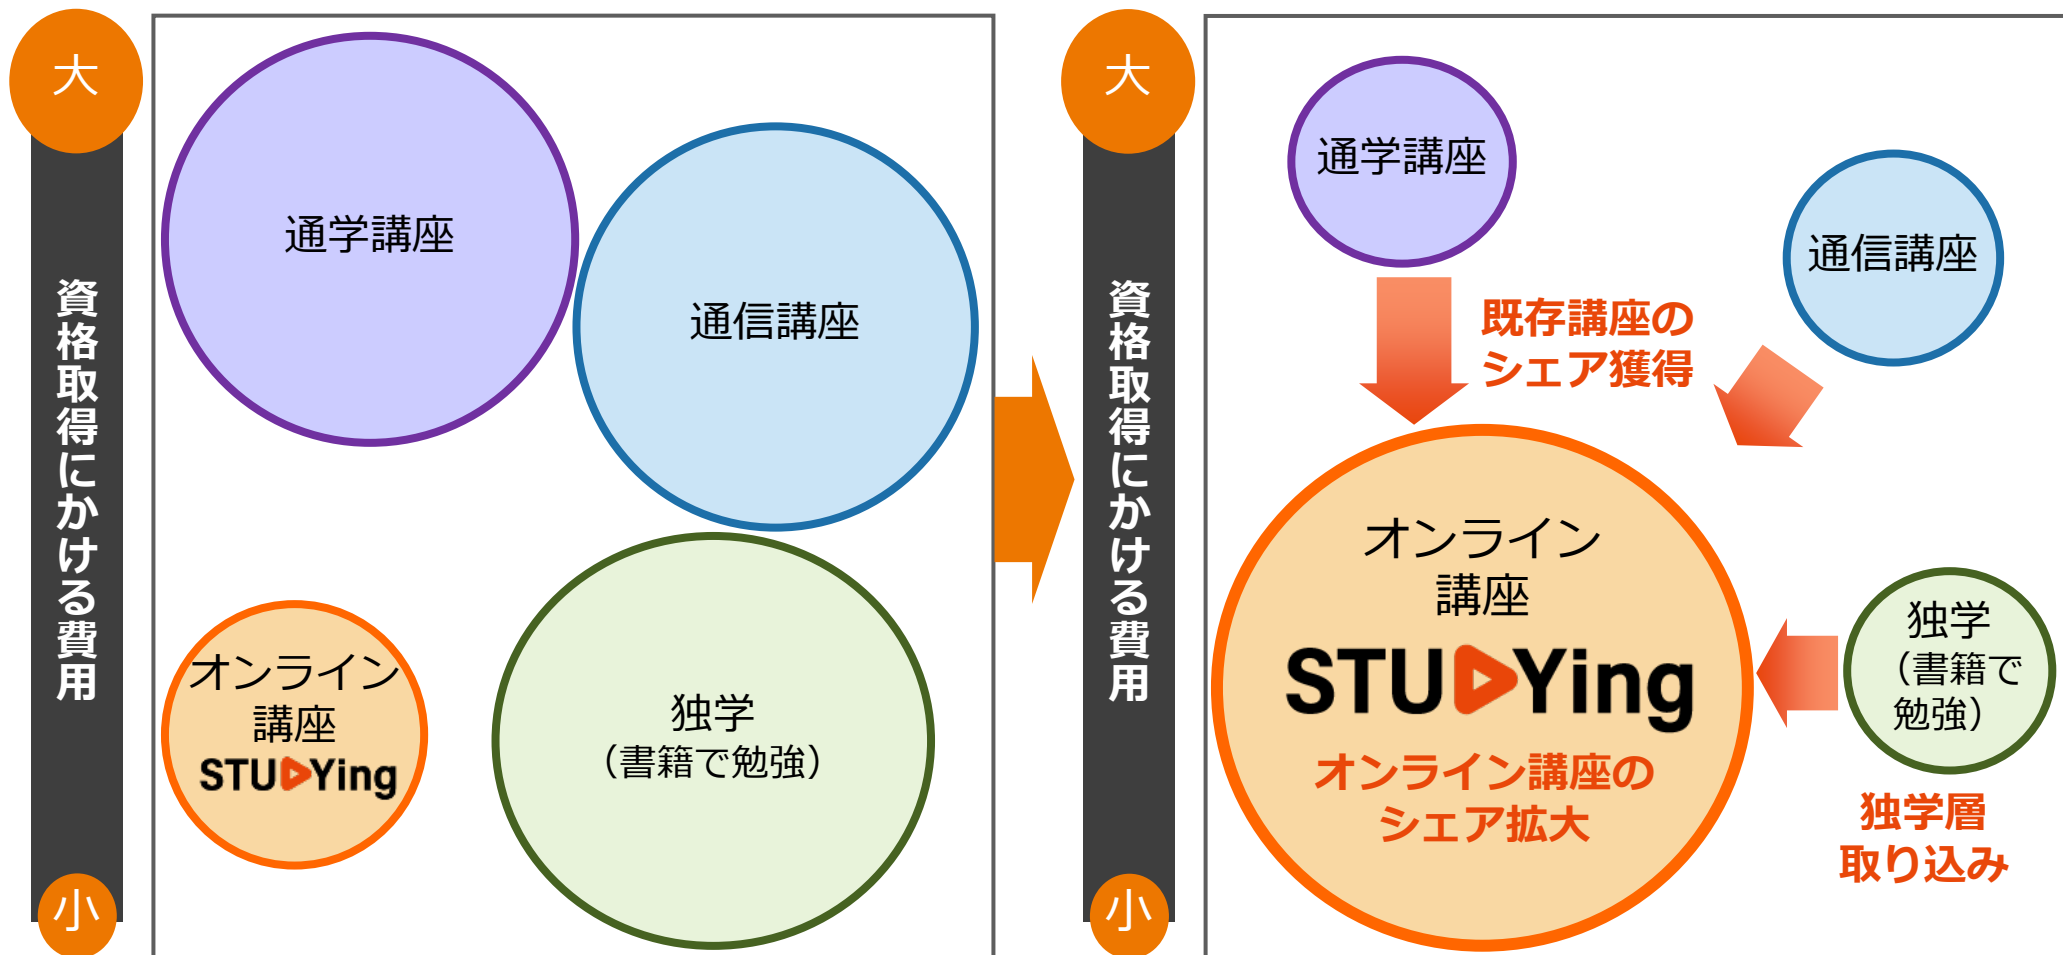 大
資格取得にかける費用
小
通学講座
通信講座
オンライン
講座
STUDYing
独学
（書籍で勉強）
大
資格取得にかける費用
小
通学講座
通信講座
既存講座の
シェア獲得
オンライン
講座
STUDYing
オンライン講座の
シェア拡大
独学
（書籍で
勉強）
独学層
取り込み